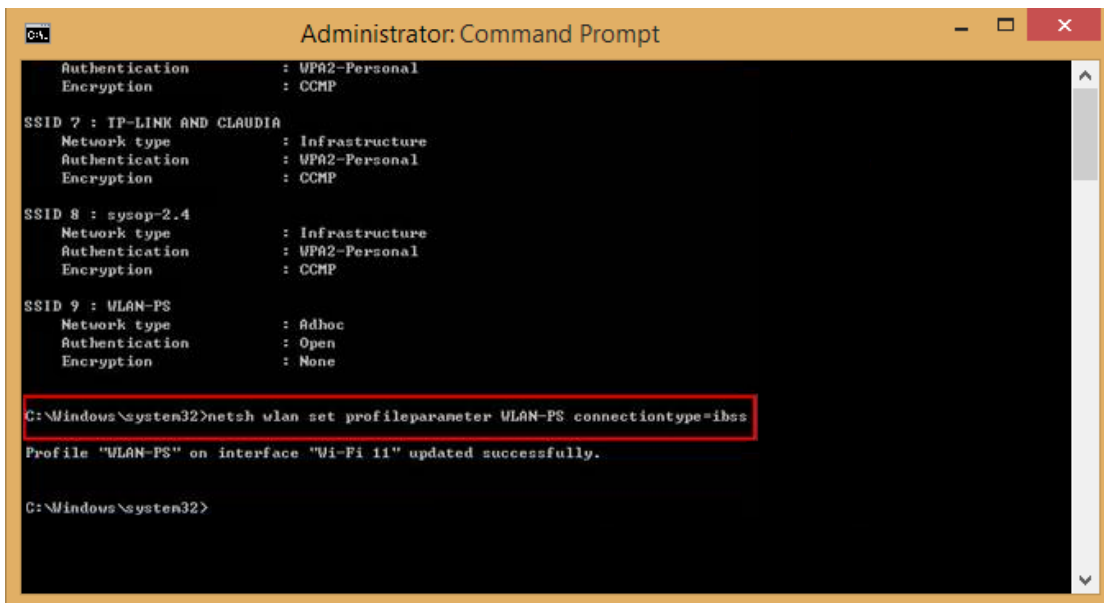 Administrator: Command Prompt
Authentication : WPA2-Personal
Encryption : CCMP
SSID 7 : TP-LINK AND CLAUDIA
Network type : Infrastructure
Authentication : WPA2-Personal
Encryption : CCMP
SSID 8 : sysop-2.4
Network type : Infrastructure
Authentication : WPA2-Personal
Encryption : CCMP
SSID 9 : WLAN-PS
Network type : Adhoc
Authentication : Open
Encryption : None
C:\Windows\system32>netsh wlan set profileparameter WLAN-PS connectiontype=ibss
Profile "WLAN-PS" on interface "Wi-Fi 11" updated successfully.
C:\Windows\system32>